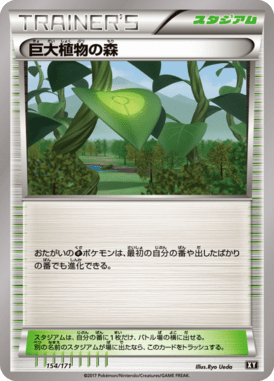 TRAINER'S
スタジアム
巨大植物の森
おたがいの草ポケモンは、最初の自分の番や出したばかり
の番でも進化できる。
スタジアムは、自分の番に1枚だけ、バトル場の横に出せる。
別の名前のスタジアムが場に出たなら、このカードをトラッシュする。
154/171
Illus.Ryo Ueda
XY
©2017 Pokémon/Nintendo/Creatures/GAME FREAK.